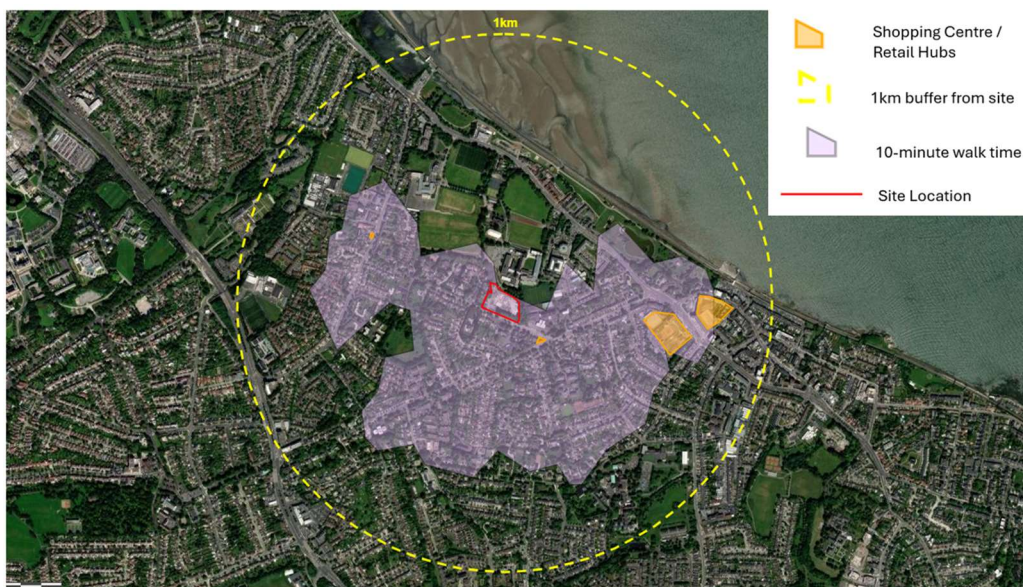 1km
Shopping Centre /
Retail Hubs
1km buffer from site
10-minute walk time
Site Location